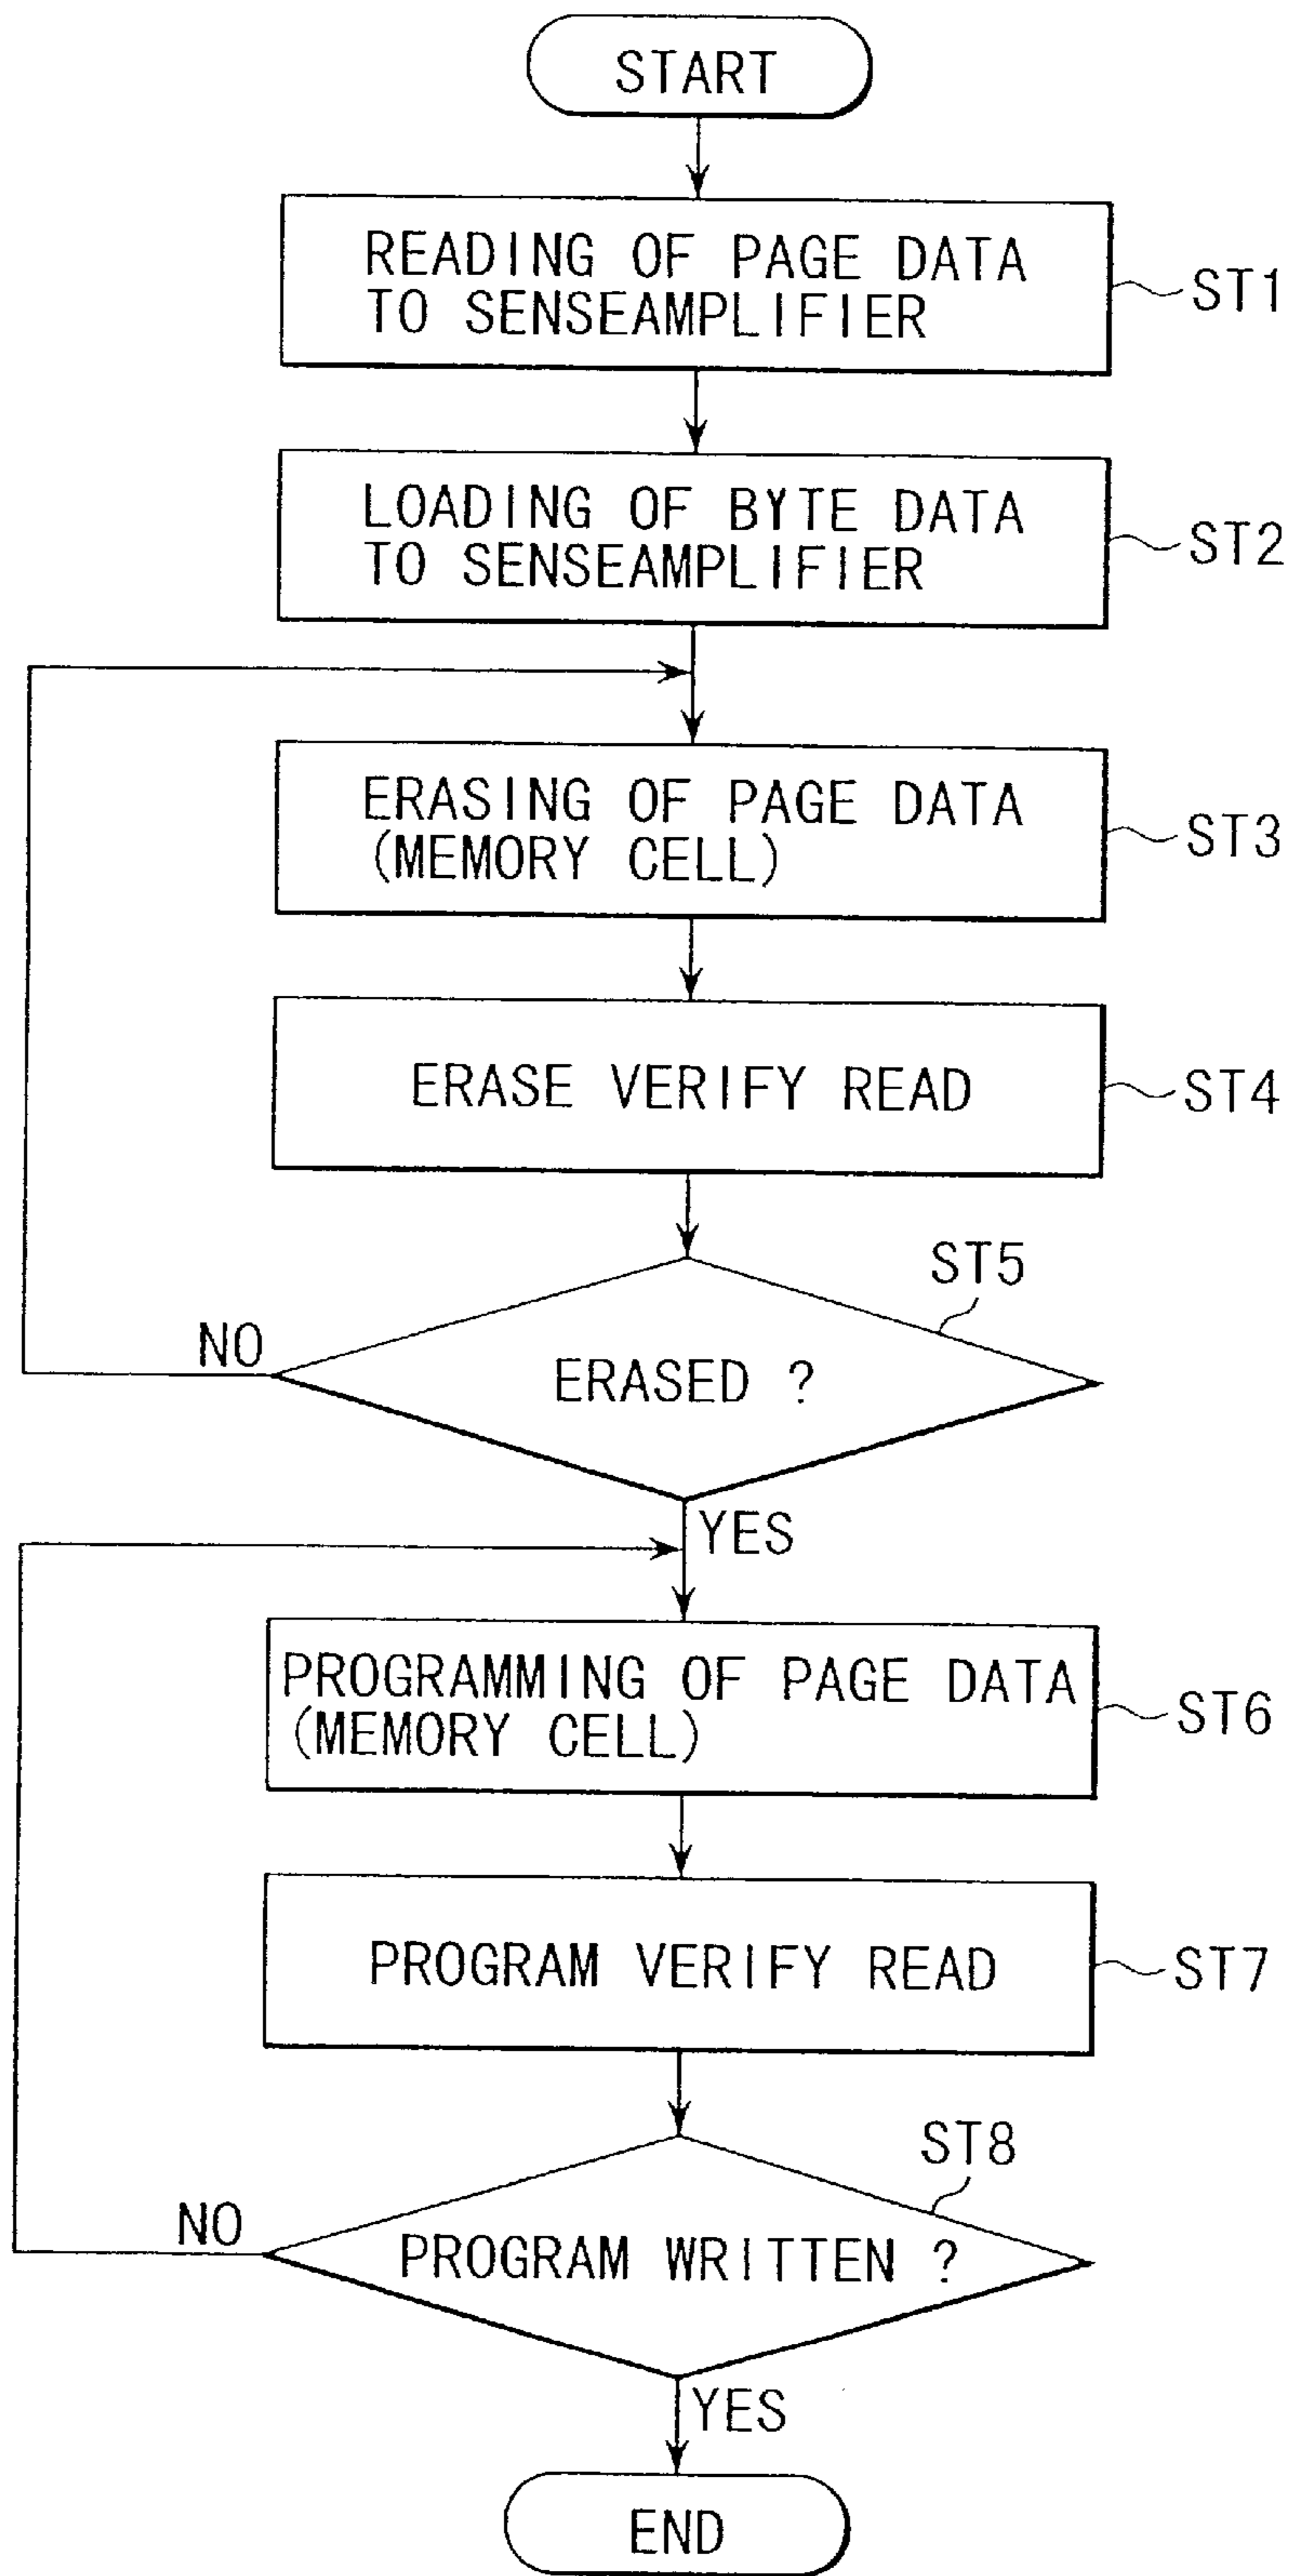 START
READING OF PAGE DATA
TO SENSEAMPLIFIER
ST1
LOADING OF BYTE DATA
TO SENSEAMPLIFIER
ST2
ERASING OF PAGE DATA
(MEMORY CELL)
ST3
ERASE VERIFY READ
ST4
ST5
NO
ERASED ?
YES
PROGRAMMING OF PAGE DATA
(MEMORY CELL)
ST6
PROGRAM VERIFY READ
ST7
ST8
NO
PROGRAM WRITTEN ?
YES
END